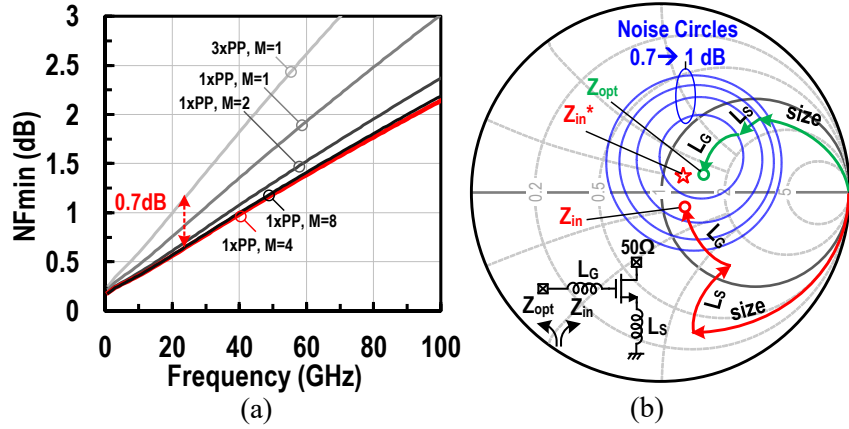 3
2.5
2
1.5
1
0.5
0
NFmin (dB)
3xPP, M=1
1xPP, M=1
1xPP, M=2
0.7dB
1xPP, M=8
1xPP, M=4
0 20 40 60 80 100
Frequency (GHz)
(a)
Noise Circles
0.7→1 dB
Zopt
Zin*
LG
LS
size
0.2 0.5 1 2 5
Zin
LG
LS
size
50Ω
LG
Zopt Zin
LS
(b)